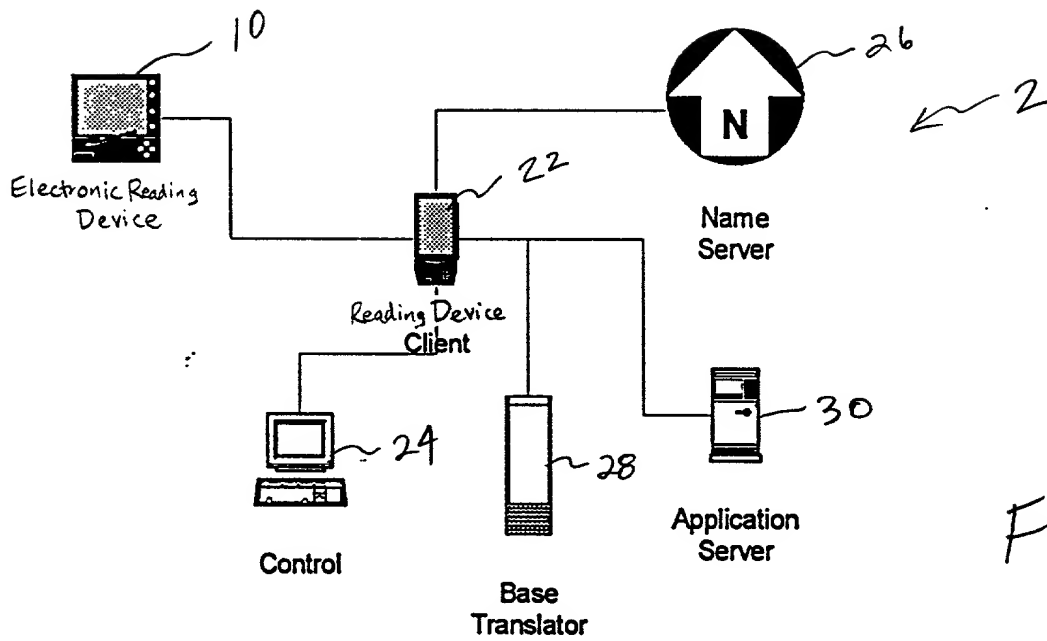 10
26
2
N
Electronic Reading
Device
22
Name
Server
Reading Device
Client
24
28
30
Control
Application
Server
F
Base
Translator